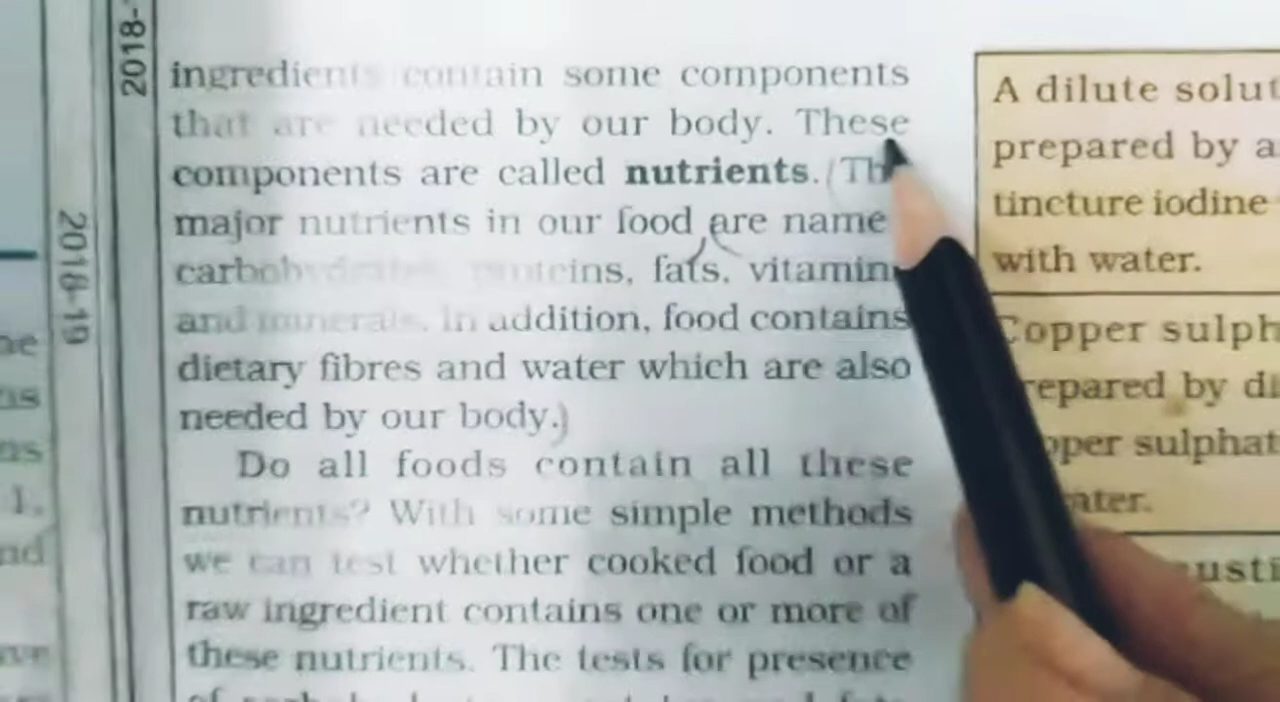 2018-
2018-19
ingredients contain some components
that are needed by our body. These
components are called nutrients. (Th
major nutrients in our food are name
carbohydrates, proteins, fats, vitamin
and minerals. In addition, food contains
dietary fibres and water which are also
needed by our body.)
Do all foods contain all these
nutrients? With some simple methods
we can test whether cooked food or a
raw ingredient contains one or more of
these nutrients. The tests for presence
A dilute solut
prepared by a
tincture iodine
with water.
Copper sulph
repared by di
pper sulphat
ater.
usti